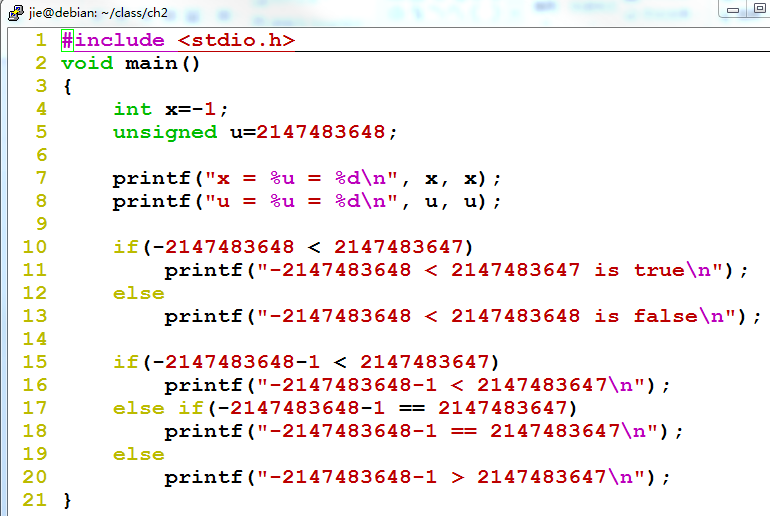 jie@debian: ~/class/ch2
1 #include <stdio.h>
2 void main()
3 {
4     int x=-1;
5     unsigned u=2147483648;
6
7     printf("x = %u = %d\n", x, x);
8     printf("u = %u = %d\n", u, u);
9
10     if(-2147483648 < 2147483647)
11         printf("-2147483648 < 2147483647 is true\n");
12     else
13         printf("-2147483648 < 2147483648 is false\n");
14
15     if(-2147483648-1 < 2147483647)
16         printf("-2147483648-1 < 2147483647\n");
17     else if(-2147483648-1 == 2147483647)
18         printf("-2147483648-1 == 2147483647\n");
19     else
20         printf("-2147483648-1 > 2147483647\n");
21 }